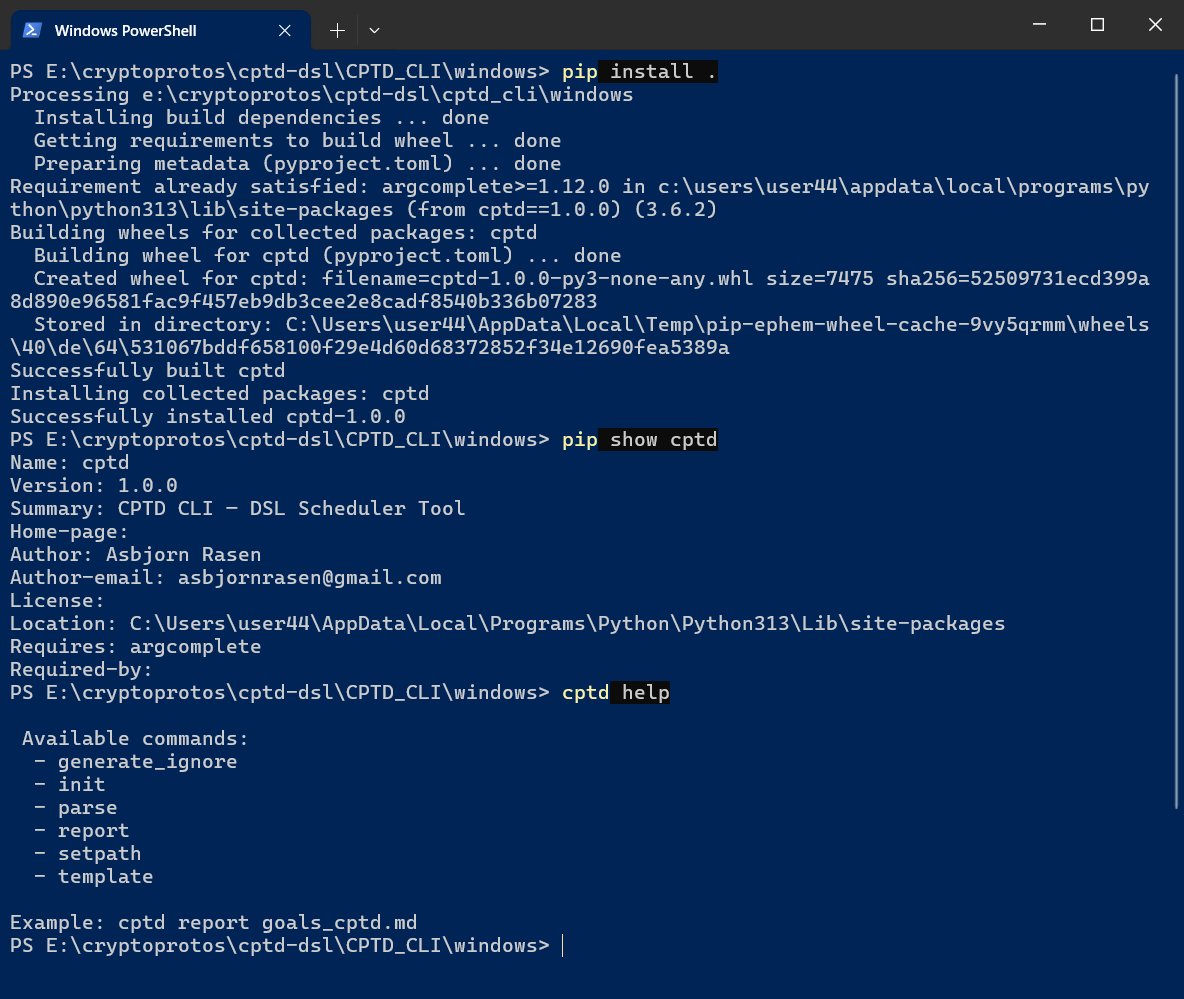 Windows PowerShell
PS E:\cryptoprotos\cptd-dsl\CPTD_CLI\windows> pip install .
Processing e:\cryptoprotos\cptd-dsl\cptd_cli\windows
  Installing build dependencies ... done
  Getting requirements to build wheel ... done
  Preparing metadata (pyproject.toml) ... done
Requirement already satisfied: argcomplete>=1.12.0 in c:\users\user44\appdata\local\programs\py
thon\python313\lib\site-packages (from cptd==1.0.0) (3.6.2)
Building wheels for collected packages: cptd
  Building wheel for cptd (pyproject.toml) ... done
  Created wheel for cptd: filename=cptd-1.0.0-py3-none-any.whl size=7475 sha256=52509731ecd399a
8d890e96581fac9f457eb9db3cee2e8cadf8540b336b07283
  Stored in directory: C:\Users\user44\AppData\Local\Temp\pip-ephem-wheel-cache-9vy5qrmm\wheels
\40\de\64\531067bddf658100f29e4d60d68372852f34e12690fea5389a
Successfully built cptd
Installing collected packages: cptd
Successfully installed cptd-1.0.0
PS E:\cryptoprotos\cptd-dsl\CPTD_CLI\windows> pip show cptd
Name: cptd
Version: 1.0.0
Summary: CPTD CLI — DSL Scheduler Tool
Home-page:
Author: Asbjorn Rasen
Author-email: asbjornrasen@gmail.com
License:
Location: C:\Users\user44\AppData\Local\Programs\Python\Python313\Lib\site-packages
Requires: argcomplete
Required-by:
PS E:\cryptoprotos\cptd-dsl\CPTD_CLI\windows> cptd help
 Available commands:
  - generate_ignore
  - init
  - parse
  - report
  - setpath
  - template
Example: cptd report goals_cptd.md
PS E:\cryptoprotos\cptd-dsl\CPTD_CLI\windows>